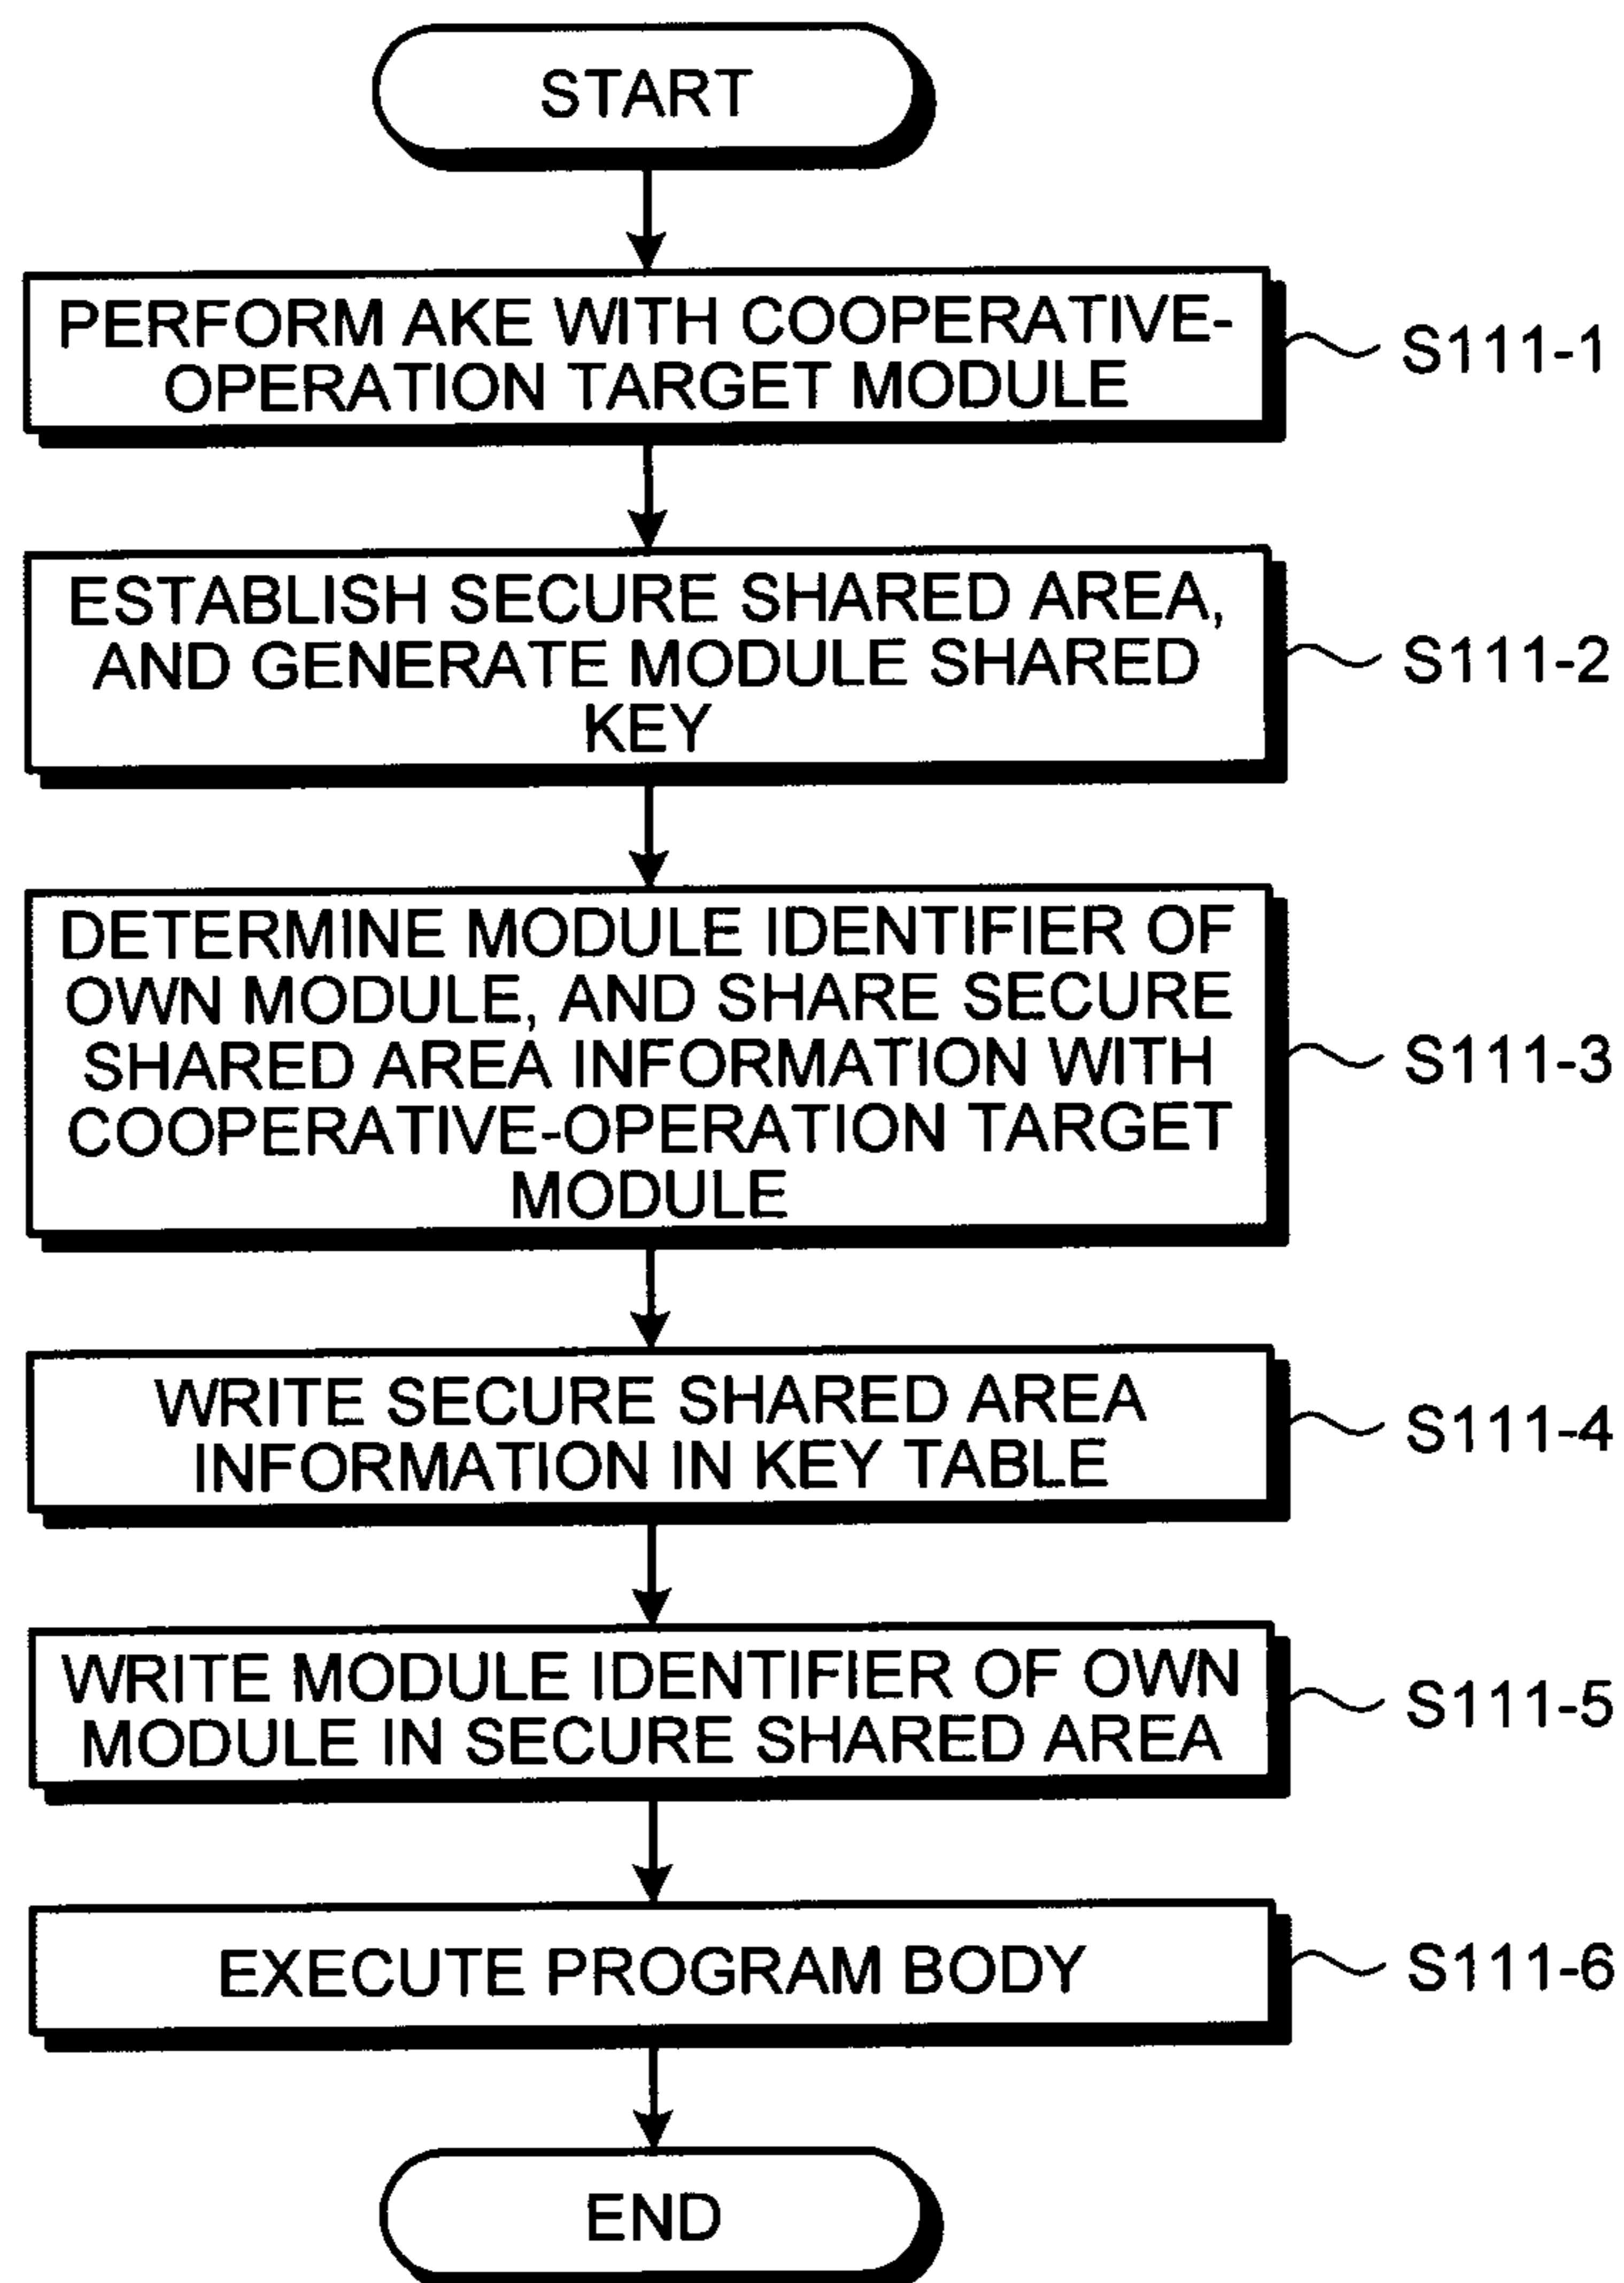 START
PERFORM AKE WITH COOPERATIVE-
OPERATION TARGET MODULE
S111-1
ESTABLISH SECURE SHARED AREA,
AND GENERATE MODULE SHARED
KEY
S111-2
DETERMINE MODULE IDENTIFIER OF
OWN MODULE, AND SHARE SECURE
SHARED AREA INFORMATION WITH
COOPERATIVE-OPERATION TARGET
MODULE
S111-3
WRITE SECURE SHARED AREA
INFORMATION IN KEY TABLE
S111-4
WRITE MODULE IDENTIFIER OF OWN
MODULE IN SECURE SHARED AREA
S111-5
EXECUTE PROGRAM BODY
S111-6
END